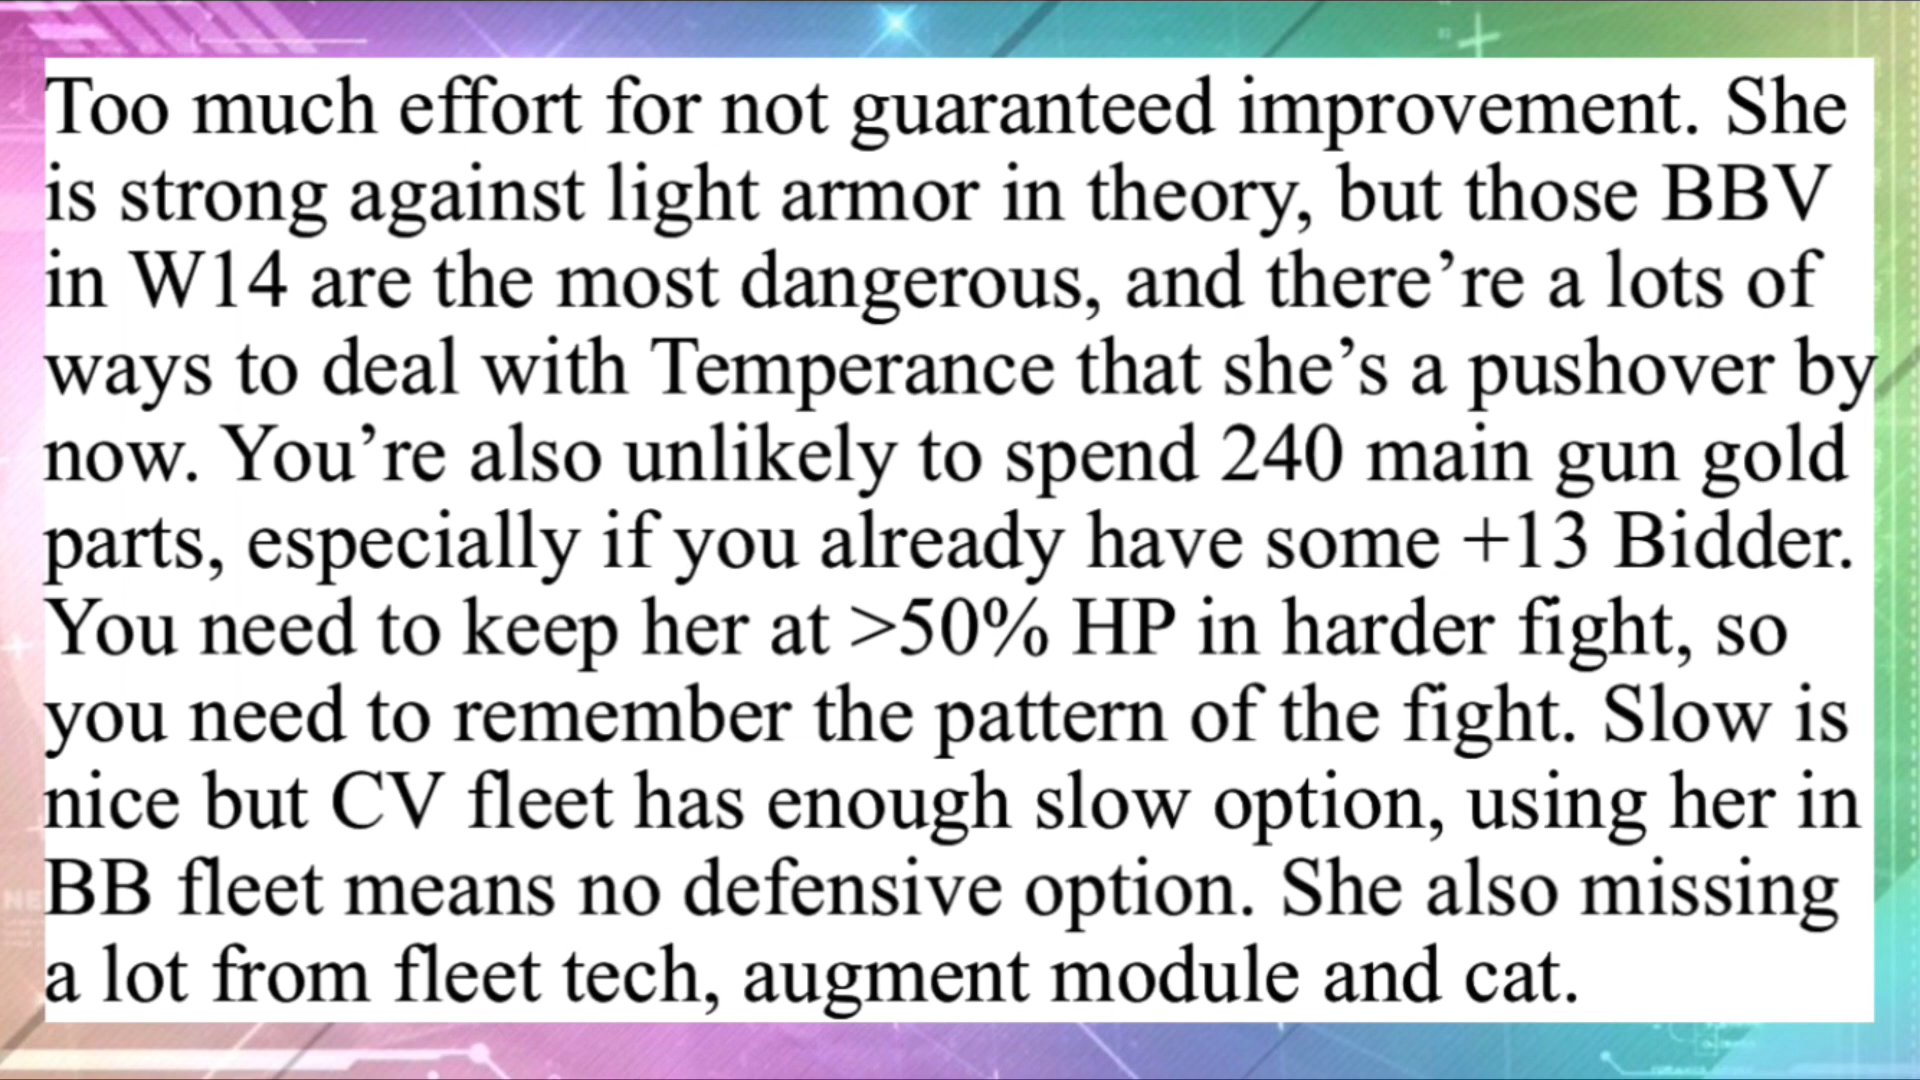 Too much effort for not guaranteed improvement. She
is strong against light armor in theory, but those BBV
in W14 are the most dangerous, and there’re a lots of
ways to deal with Temperance that she’s a pushover by
now. You’re also unlikely to spend 240 main gun gold
parts, especially if you already have some +13 Bidder.
You need to keep her at >50% HP in harder fight, so
you need to remember the pattern of the fight. Slow is
nice but CV fleet has enough slow option, using her in
BB fleet means no defensive option. She also missing
a lot from fleet tech, augment module and cat.